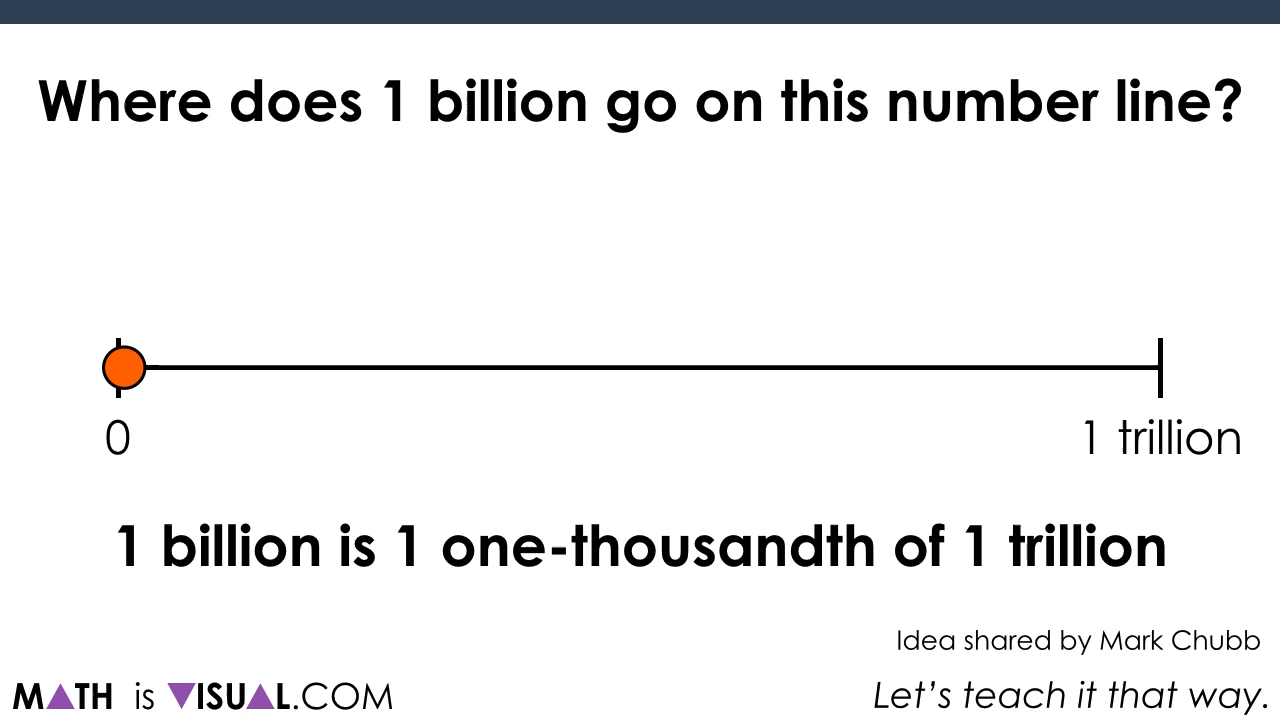 Where does 1 billion go on this number line?
0
1 trillion
1 billion is 1 one-thousandth of 1 trillion
Idea shared by Mark Chubb
MATH is VISUAL.COM
Let’s teach it that way.